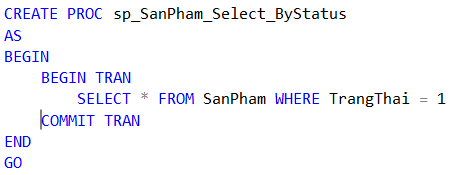 CREATE PROC sp_SanPham_Select_ByStatus
AS
BEGIN
    BEGIN TRAN
        SELECT * FROM SanPham WHERE TrangThai = 1
    COMMIT TRAN
END
GO